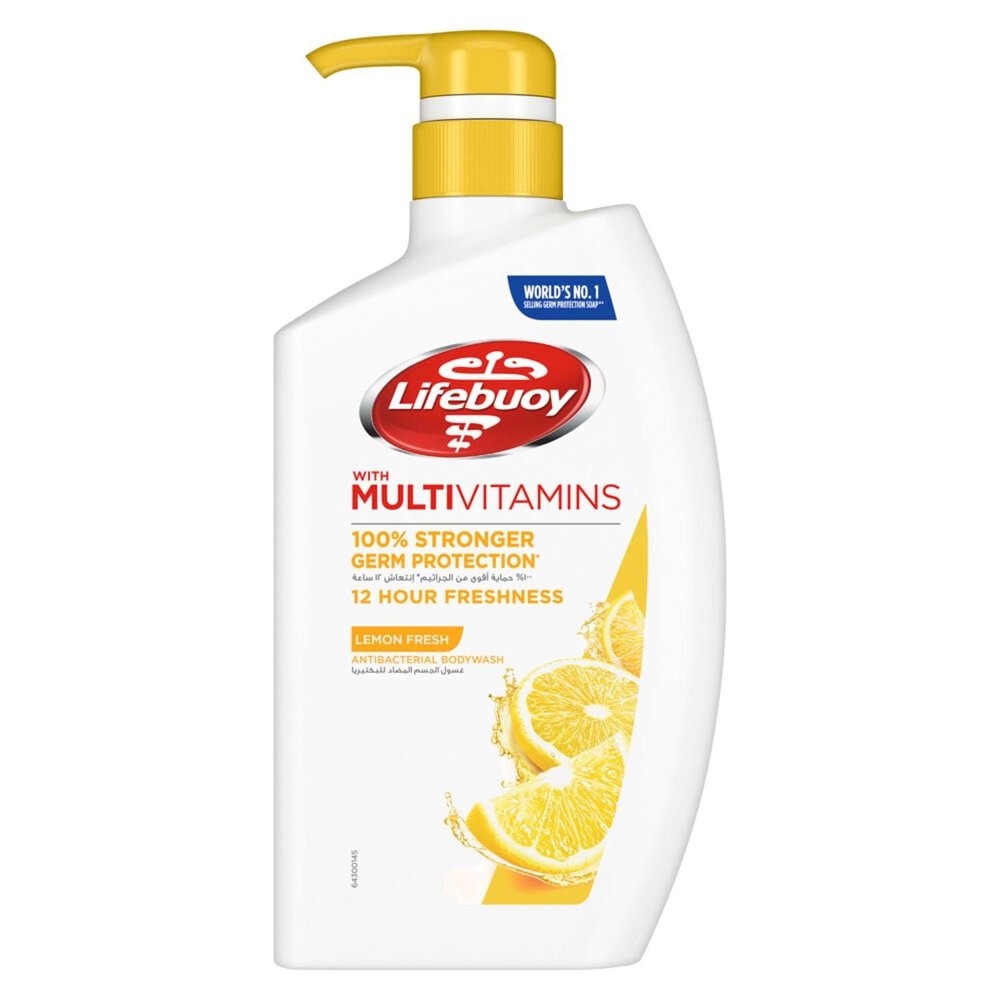 WORLD'S NO. 1
SELLING GERM PROTECTION SOAP**
Lifebuoy
WITH
MULTIVITAMINS
100% STRONGER
GERM PROTECTION*
١٠٠% حماية أقوى من الجراثيم* إنتعاش ١٢ ساعة
12 HOUR FRESHNESS
LEMON FRESH
ANTIBACTERIAL BODYWASH
غسول الجسم المضاد للبكتيريا
64300145